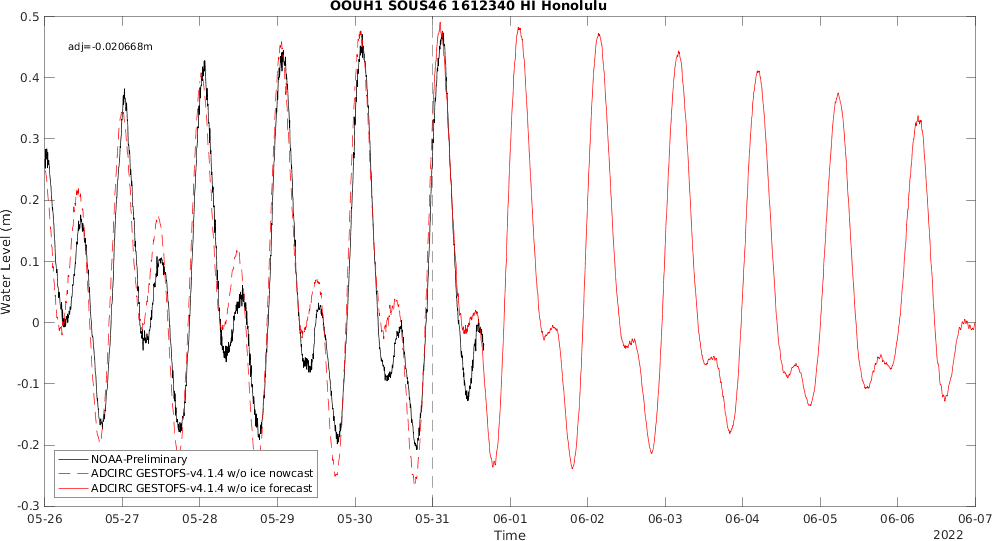 OOUH1 SOUS46 1612340 HI Honolulu
adj=-0.020668m
0.5
0.4
0.3
0.2
0.1
0
-0.1
-0.2
-0.3
Water Level (m)
NOAA-Preliminary
ADCIRC GESTOFS-v4.1.4 w/o ice nowcast
ADCIRC GESTOFS-v4.1.4 w/o ice forecast
05-26 05-27 05-28 05-29 05-30 05-31 06-01 06-02 06-03 06-04 06-05 06-06 06-07
Time
2022